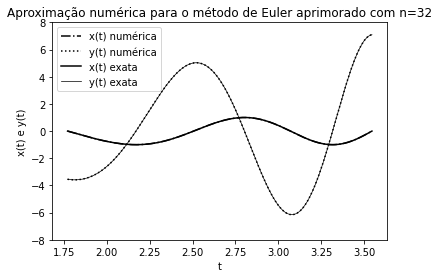 Aproximação numérica para o método de Euler aprimorado com n=32
x(t) numérica
y(t) numérica
x(t) exata
y(t) exata
8
6
4
2
0
−2
−4
−6
−8
x(t) e y(t)
1.75 2.00 2.25 2.50 2.75 3.00 3.25 3.50
t